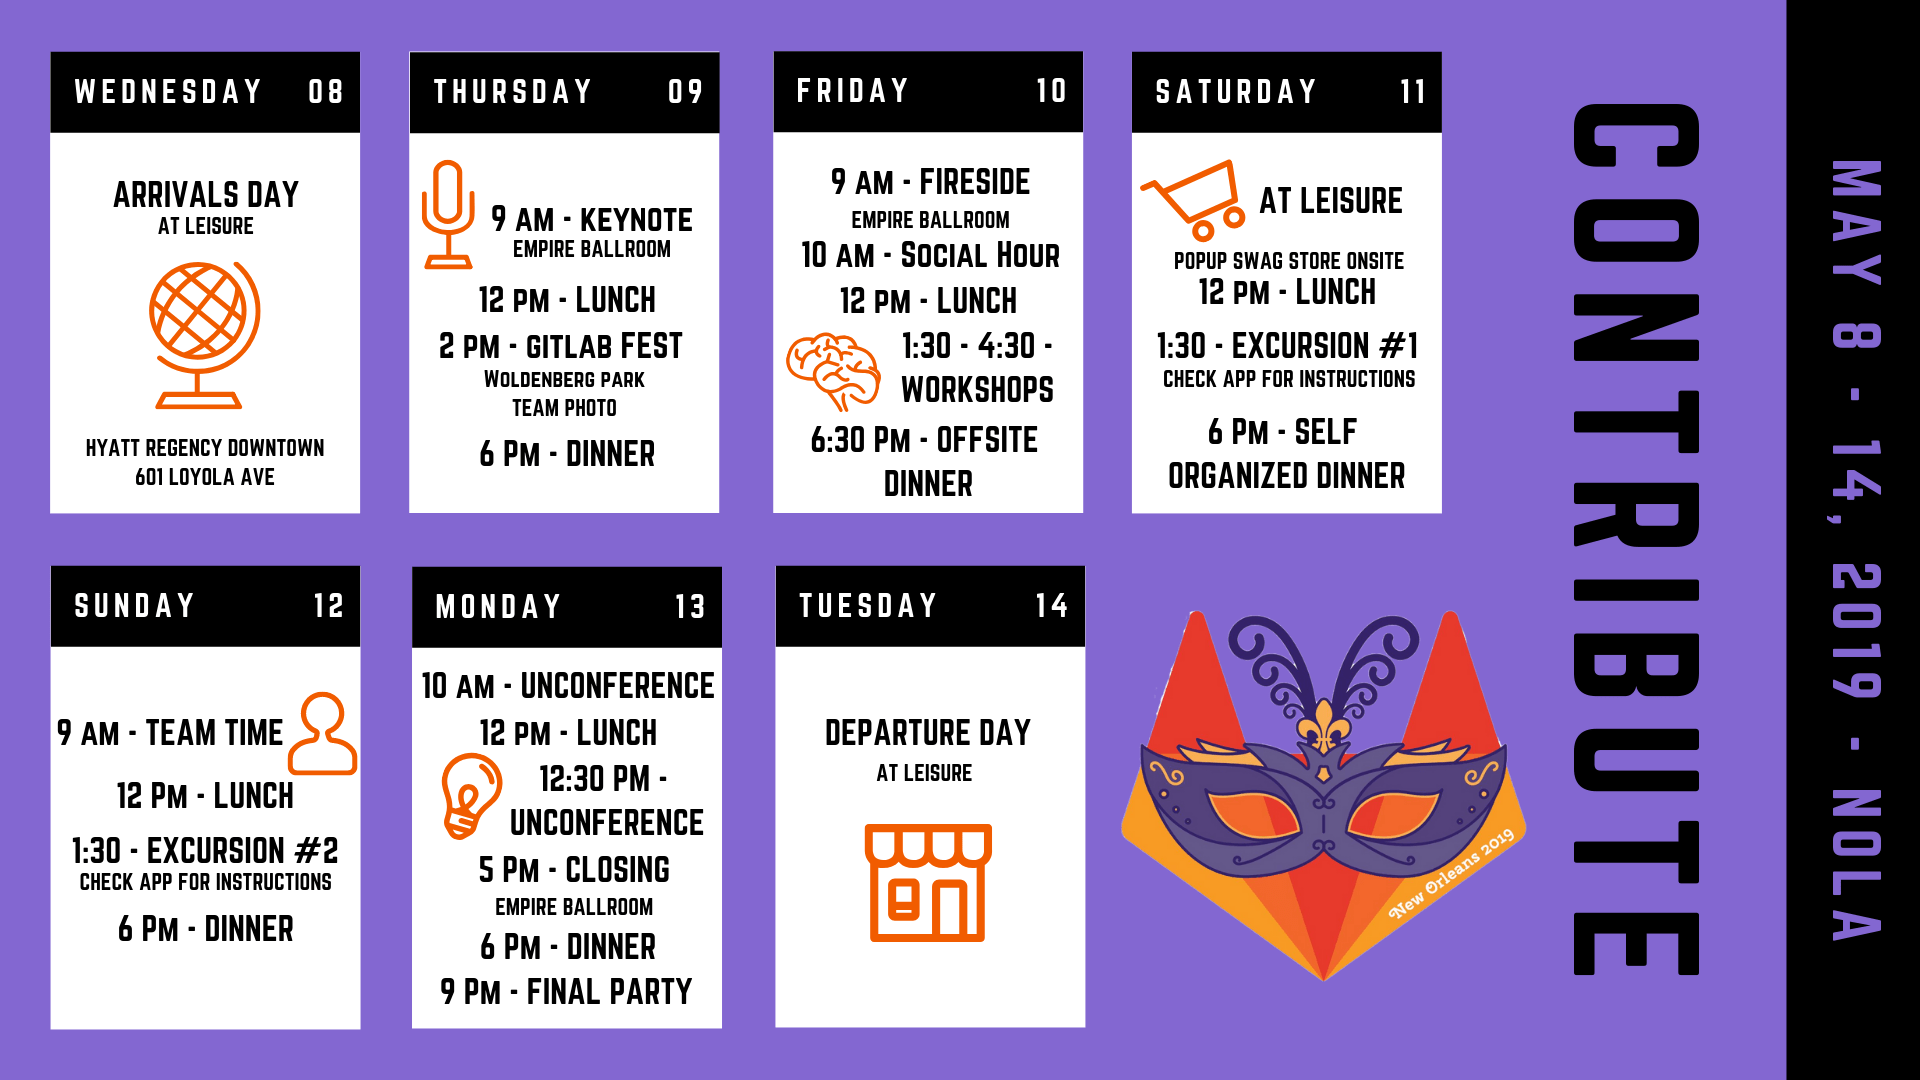 WEDNESDAY 08
ARRIVALS DAY
AT LEISURE
HYATT REGENCY DOWNTOWN
601 LOYOLA AVE
THURSDAY 09
9 AM - KEYNOTE
EMPIRE BALLROOM
12 PM - LUNCH
2 PM - GITLAB FEST
WOLDENBERG PARK
TEAM PHOTO
6 PM - DINNER
FRIDAY 10
9 AM - FIRESIDE
EMPIRE BALLROOM
10 AM - SOCIAL HOUR
12 PM - LUNCH
1:30 - 4:30 -
WORKSHOPS
6:30 PM - OFFSITE
DINNER
SATURDAY 11
AT LEISURE
POPUP SWAG STORE ONSITE
12 PM - LUNCH
1:30 - EXCURSION #1
CHECK APP FOR INSTRUCTIONS
6 PM - SELF
ORGANIZED DINNER
SUNDAY 12
9 AM - TEAM TIME
12 PM - LUNCH
1:30 - EXCURSION #2
CHECK APP FOR INSTRUCTIONS
6 PM - DINNER
MONDAY 13
10 AM - UNCONFERENCE
12 PM - LUNCH
12:30 PM -
UNCONFERENCE
5 PM - CLOSING
EMPIRE BALLROOM
6 PM - DINNER
9 PM - FINAL PARTY
TUESDAY 14
DEPARTURE DAY
AT LEISURE
New Orleans 2019
CONTRIBUTE
MAY 8 - 14, 2019 - NOLA